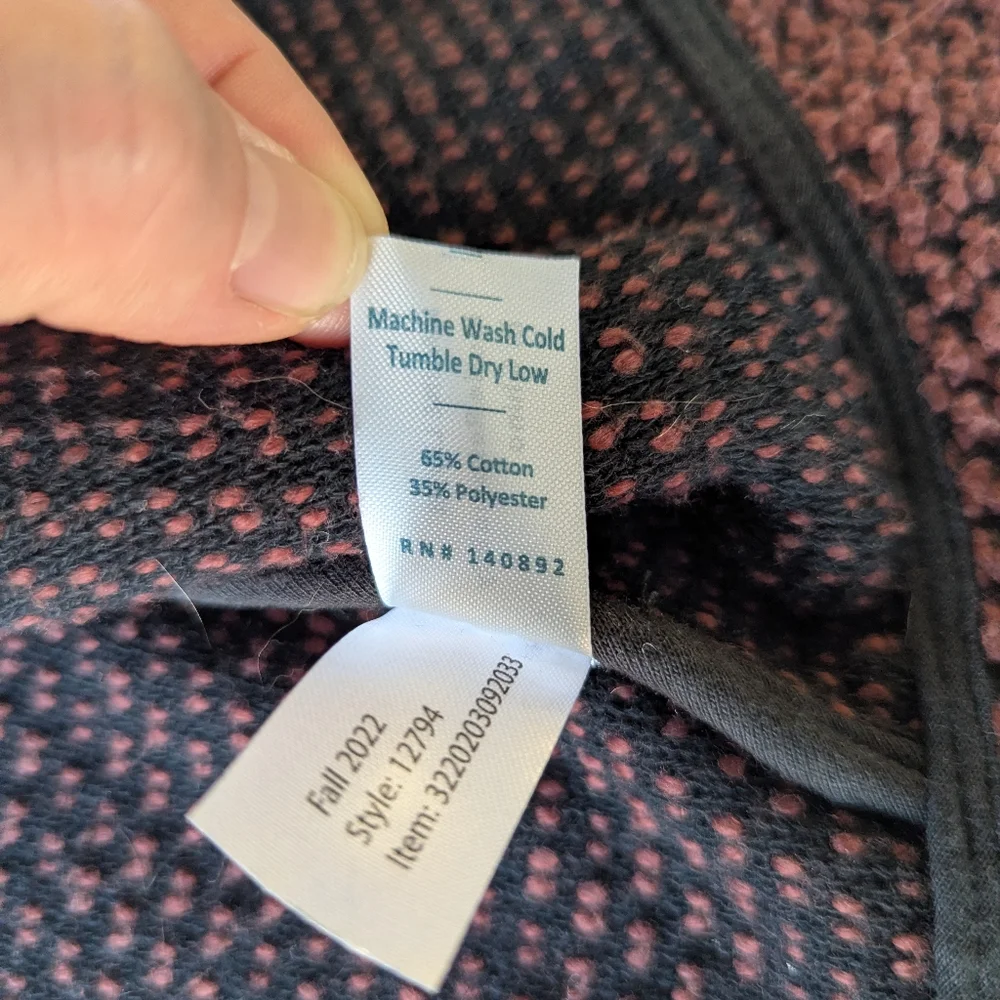 Machine Wash Cold
Tumble Dry Low
65% Cotton
35% Polyester
RN# 140892
Fall 2022
Style: 12794
Item: 3220203092033